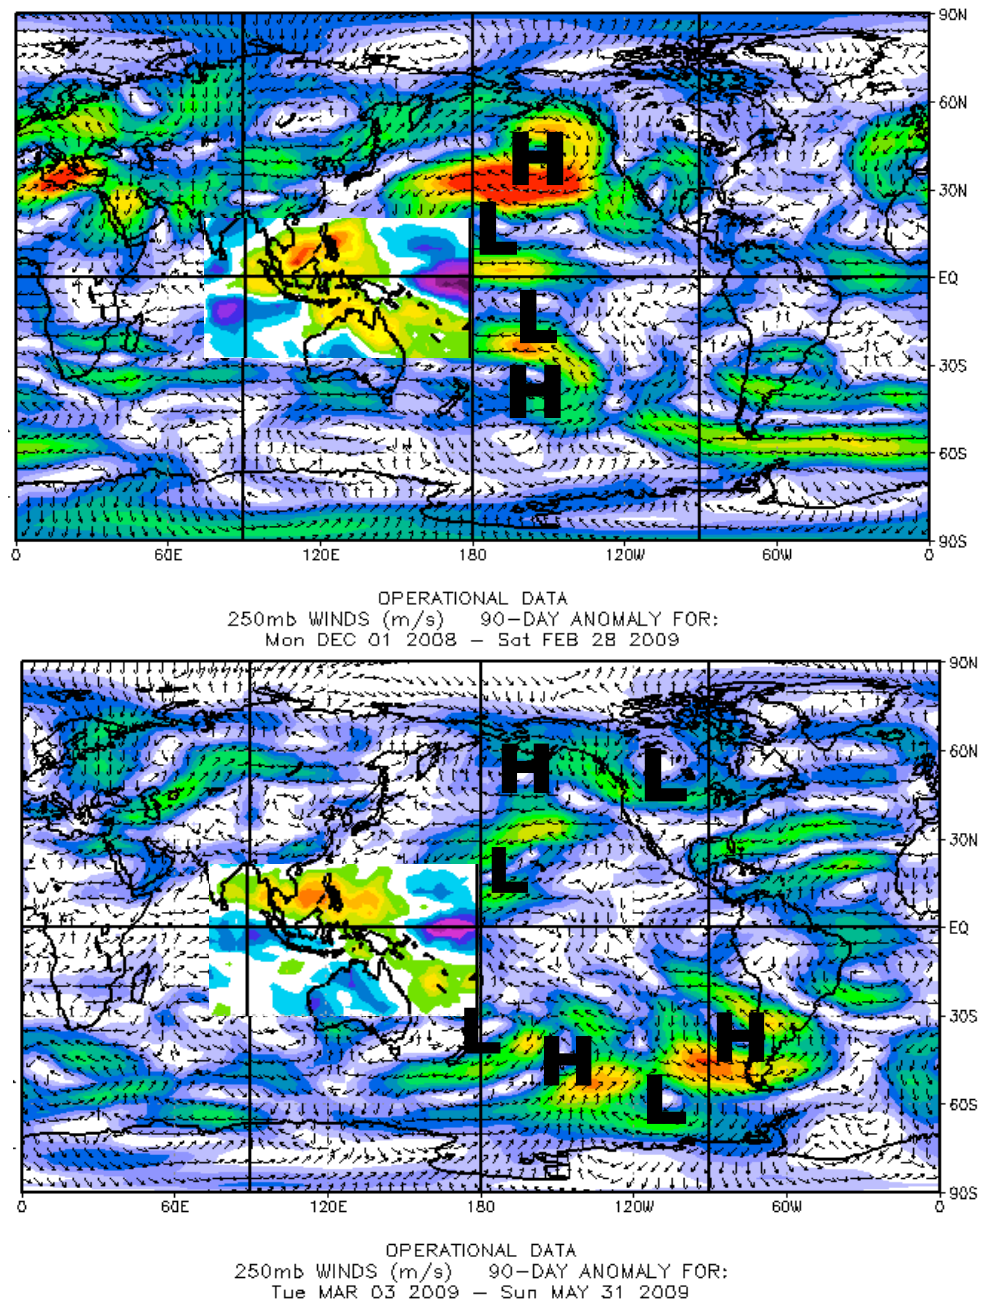 90N
60N
H
30N
L
EQ
L
30S
H
60S
90S
0 60E 120E 180 120W 60W 0
OPERATIONAL DATA
250mb WINDS (m/s) 90-DAY ANOMALY FOR:
Mon DEC 01 2008 – Sat FEB 28 2009
90N
60N
H L
30N
L
EQ
30S
L H H
L
60S
90S
0 60E 120E 180 120W 60W 0
OPERATIONAL DATA
250mb WINDS (m/s) 90-DAY ANOMALY FOR:
Tue MAR 03 2009 – Sun MAY 31 2009